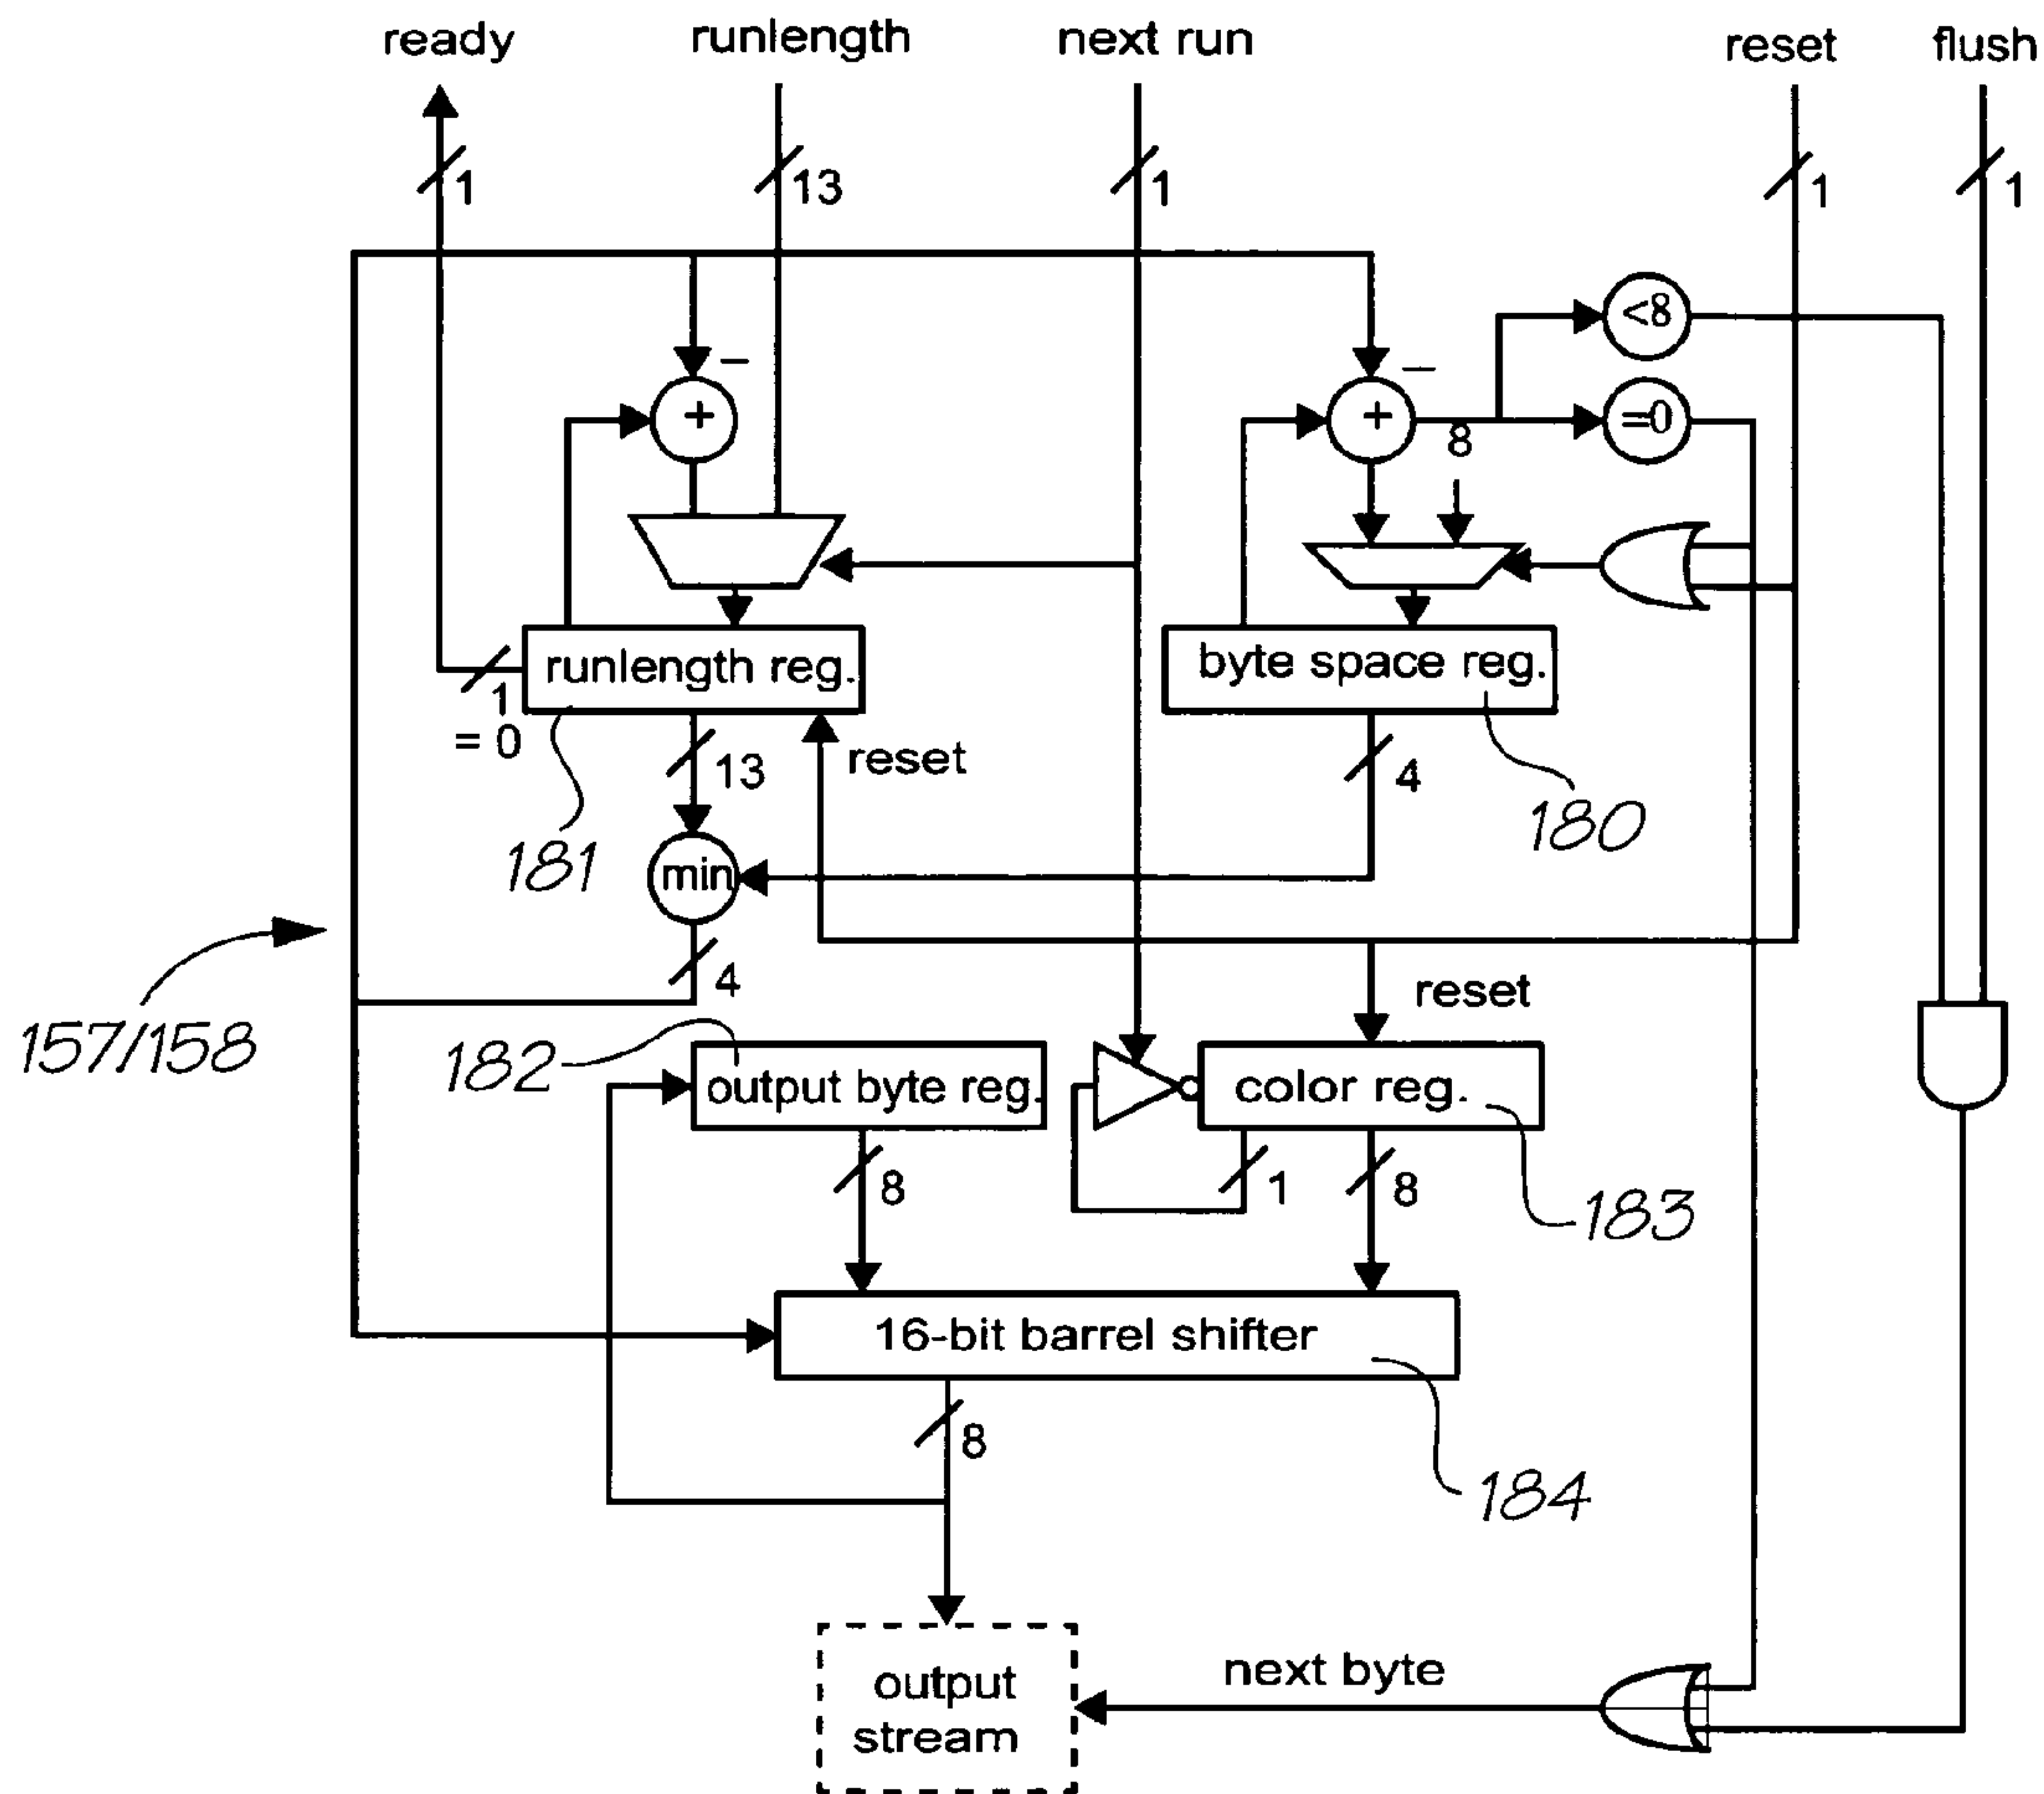 ready
runlength
next run
reset
flush
1
13
1
1
1
<8
−
+
−
+
=0
8
runlength reg.
byte space reg.
1
= 0
13
reset
4
180
181
min
4
reset
157/158
182
output byte reg.
color reg.
8
1
8
183
16-bit barrel shifter
8
184
output
stream
next byte